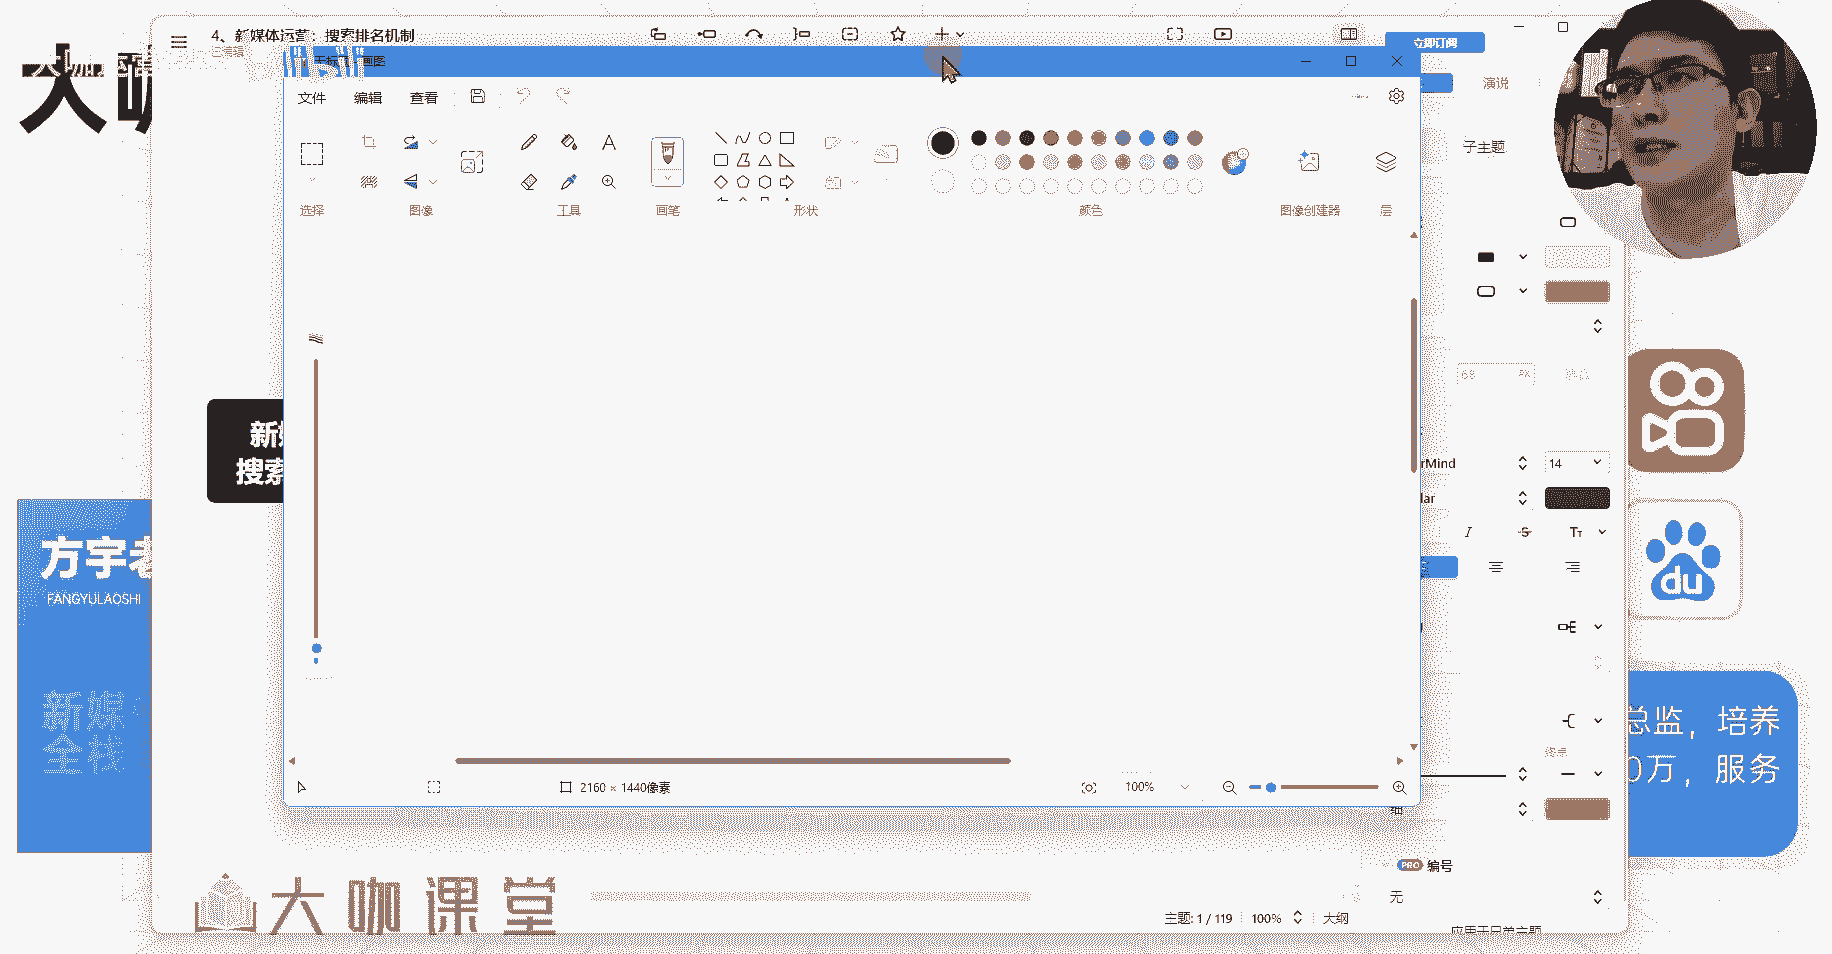 4、新媒体运营：搜索排名机制
已编辑
立即订阅
大咖
画图
文件 编辑 查看
演说
子主题
选择 图像 工具 画笔 形状 颜色 图像创建器 层
68 PX
新
搜索
rMind 14
lar
方宇老
FANGYULAOSHI
du
新媒
全栈
总监，培养
0万，服务
终点
2160 × 1440像素 100%
PRO 编号
无
大咖课堂
主题: 1 / 119 100% 大纲